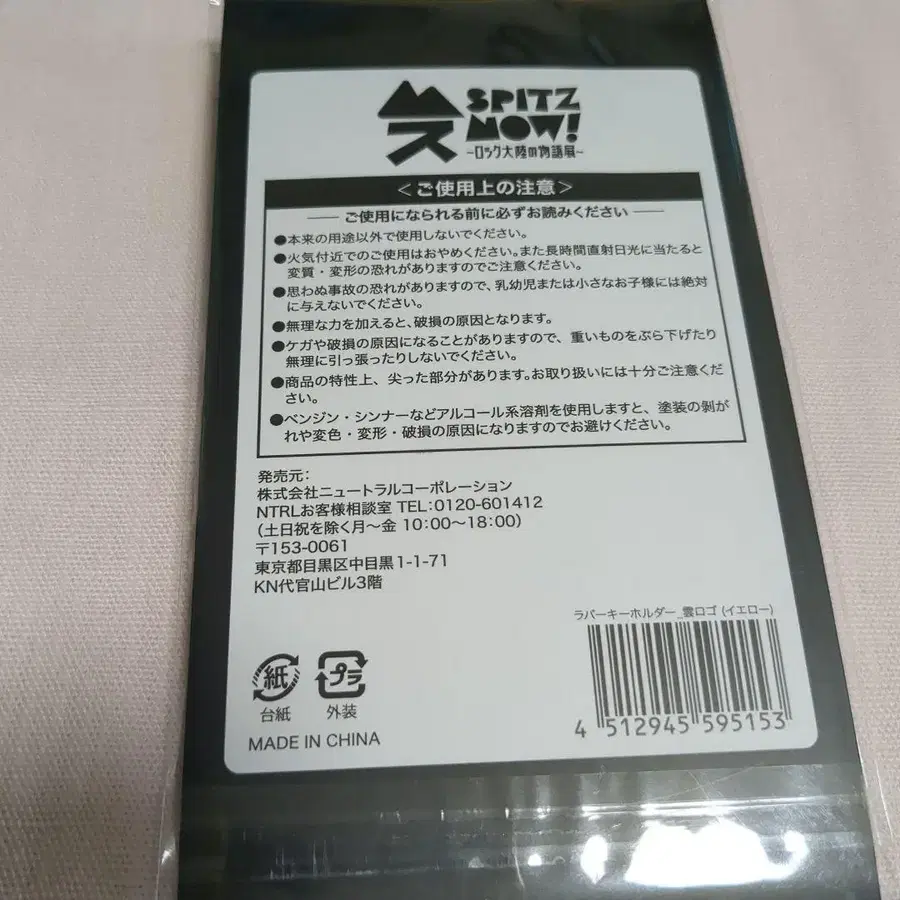 SPITZ
NOW!
~ロック大陸の物語展~
<ご使用上の注意>
ご使用になられる前に必ずお読みください
●本来の用途以外で使用しないでください。
●火気付近でのご使用はおやめください。また長時間直射日光に当たると
変質・変形の恐れがありますのでご注意ください。
●思わぬ事故の恐れがありますので、乳幼児または小さなお子様には絶対
に与えないでください。
●無理な力を加えると、破損の原因となります。
●ケガや破損の原因になることがありますので、重いものをぶら下げたり
無理に引っ張ったりしないでください。
●商品の特性上、尖った部分があります。お取り扱いには十分ご注意くだ
さい。
●ベンジン・シンナーなどアルコール系溶剤を使用しますと、塗装の剝が
れや変色・変形・破損の原因になりますのでお避けください。
発売元:
株式会社ニュートラルコーポレーション
NTRLお客様相談室 TEL:0120-601412
(土日祝を除く月~金 10:00~18:00)
〒153-0061
東京都目黒区中目黒1-1-71
KN代官山ビル3階
ラバーキーホルダー_雲ロゴ (イエロー)
紙
プラ
台紙
外装
4 512945 595153
MADE IN CHINA